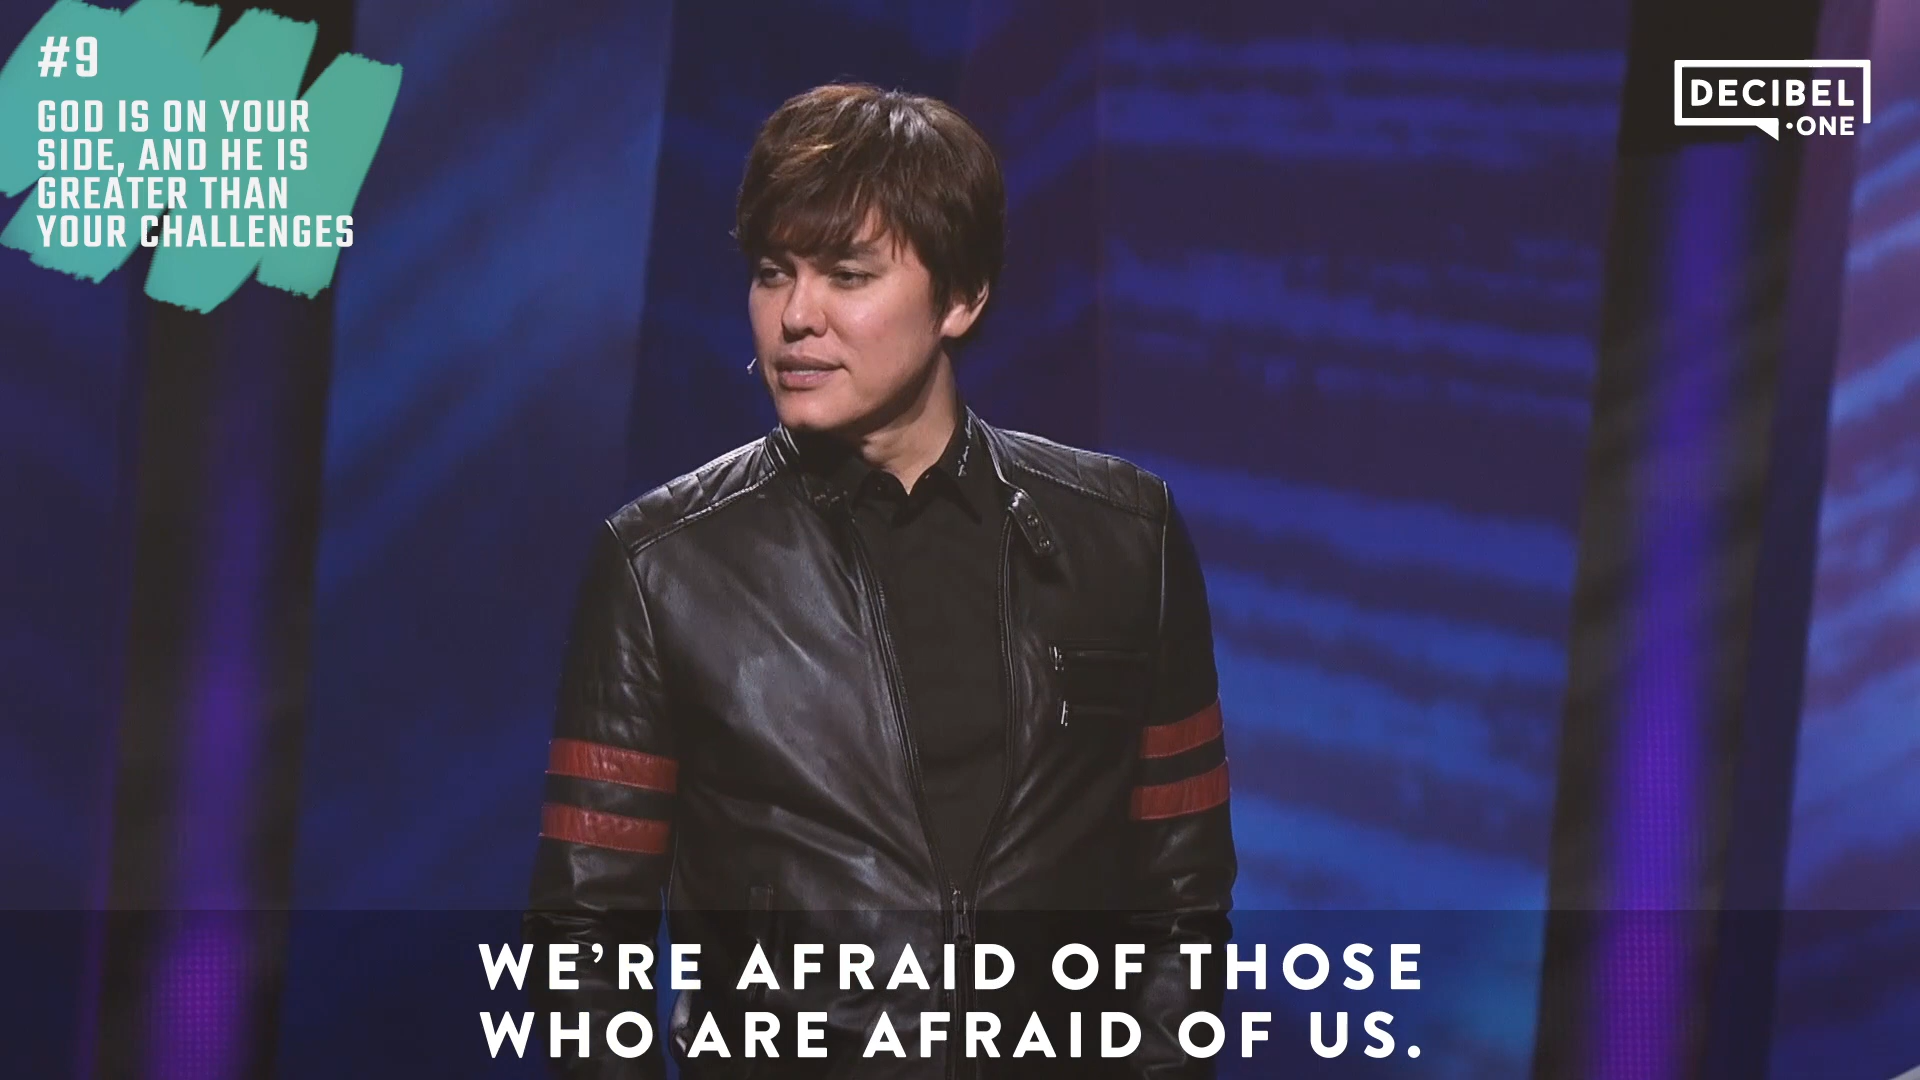 #9
GOD IS ON YOUR
SIDE, AND HE IS
GREATER THAN
YOUR CHALLENGES
DECIBEL
·ONE
WE’RE AFRAID OF THOSE
WHO ARE AFRAID OF US.